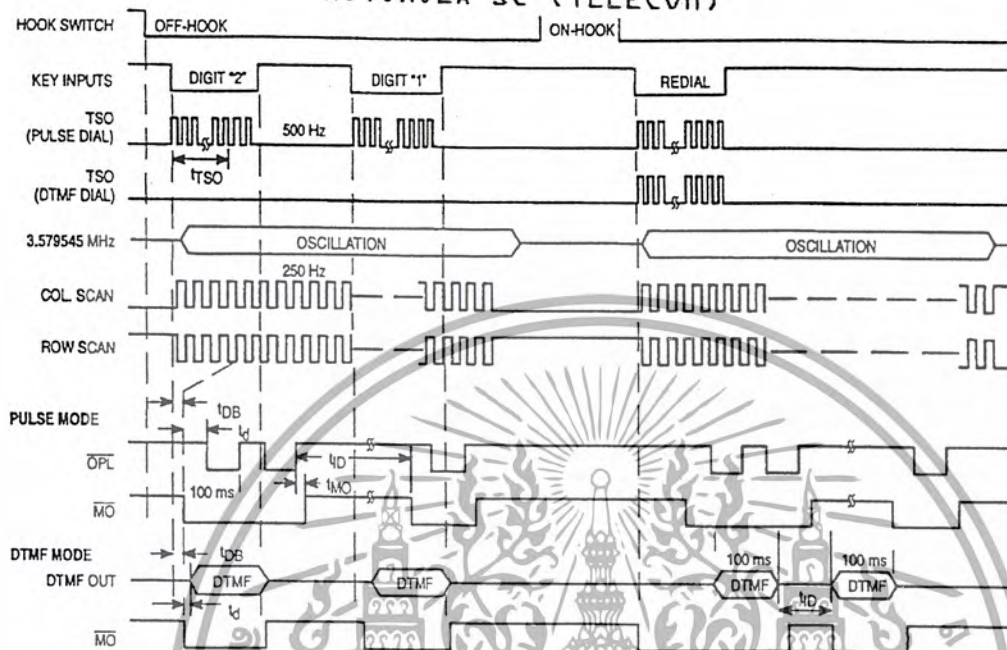 MOTOROLA SC (TELECOM)
HOOK SWITCH OFF-HOOK ON-HOOK
KEY INPUTS DIGIT "2" DIGIT "1" REDIAL
TSO
(PULSE DIAL) 500 Hz
tTSO
TSO
(DTMF DIAL)
3.579545 MHz OSCILLATION OSCILLATION
250 Hz
COL. SCAN
ROW SCAN
tDB
PULSE MODE
td
OPL
tID
tMO
100 ms
MO
DTMF MODE
tDB
100 ms 100 ms
DTMF OUT DTMF DTMF DTMF DTMF
td tID
MO